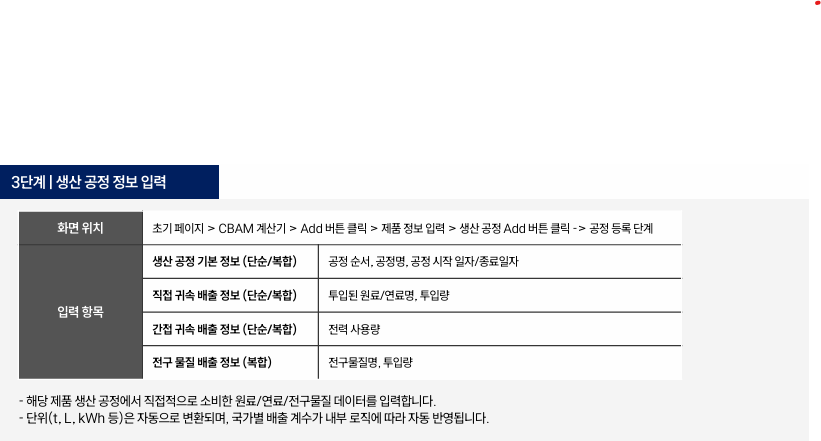 3단계 | 생산 공정 정보 입력
화면 위치
초기 페이지 > CBAM 계산기 > Add 버튼 클릭 > 제품 정보 입력 > 생산 공정 Add 버튼 클릭 -> 공정 등록 단계
입력 항목
생산 공정 기본 정보 (단순/복합)
공정 순서, 공정명, 공정 시작 일자/종료일자
직접 귀속 배출 정보 (단순/복합)
투입된 원료/연료명, 투입량
간접 귀속 배출 정보 (단순/복합)
전력 사용량
전구 물질 배출 정보 (복합)
전구물질명, 투입량
- 해당 제품 생산 공정에서 직접적으로 소비한 원료/연료/전구물질 데이터를 입력합니다.
- 단위(t, L, kWh 등)은 자동으로 변환되며, 국가별 배출 계수가 내부 로직에 따라 자동 반영됩니다.